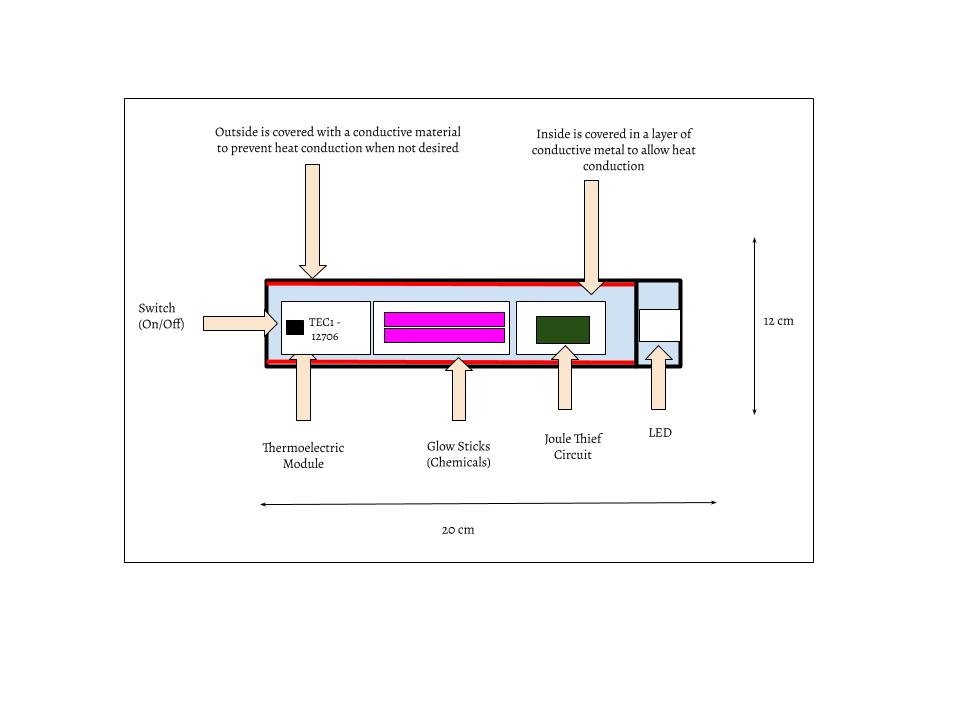 Outside is covered with a conductive material
to prevent heat conduction when not desired
Inside is covered in a layer of
conductive metal to allow heat
conduction
Switch
(On/Off)
TEC1 -
12706
12 cm
Thermoelectric
Module
Glow Sticks
(Chemicals)
Joule Thief
Circuit
LED
20 cm